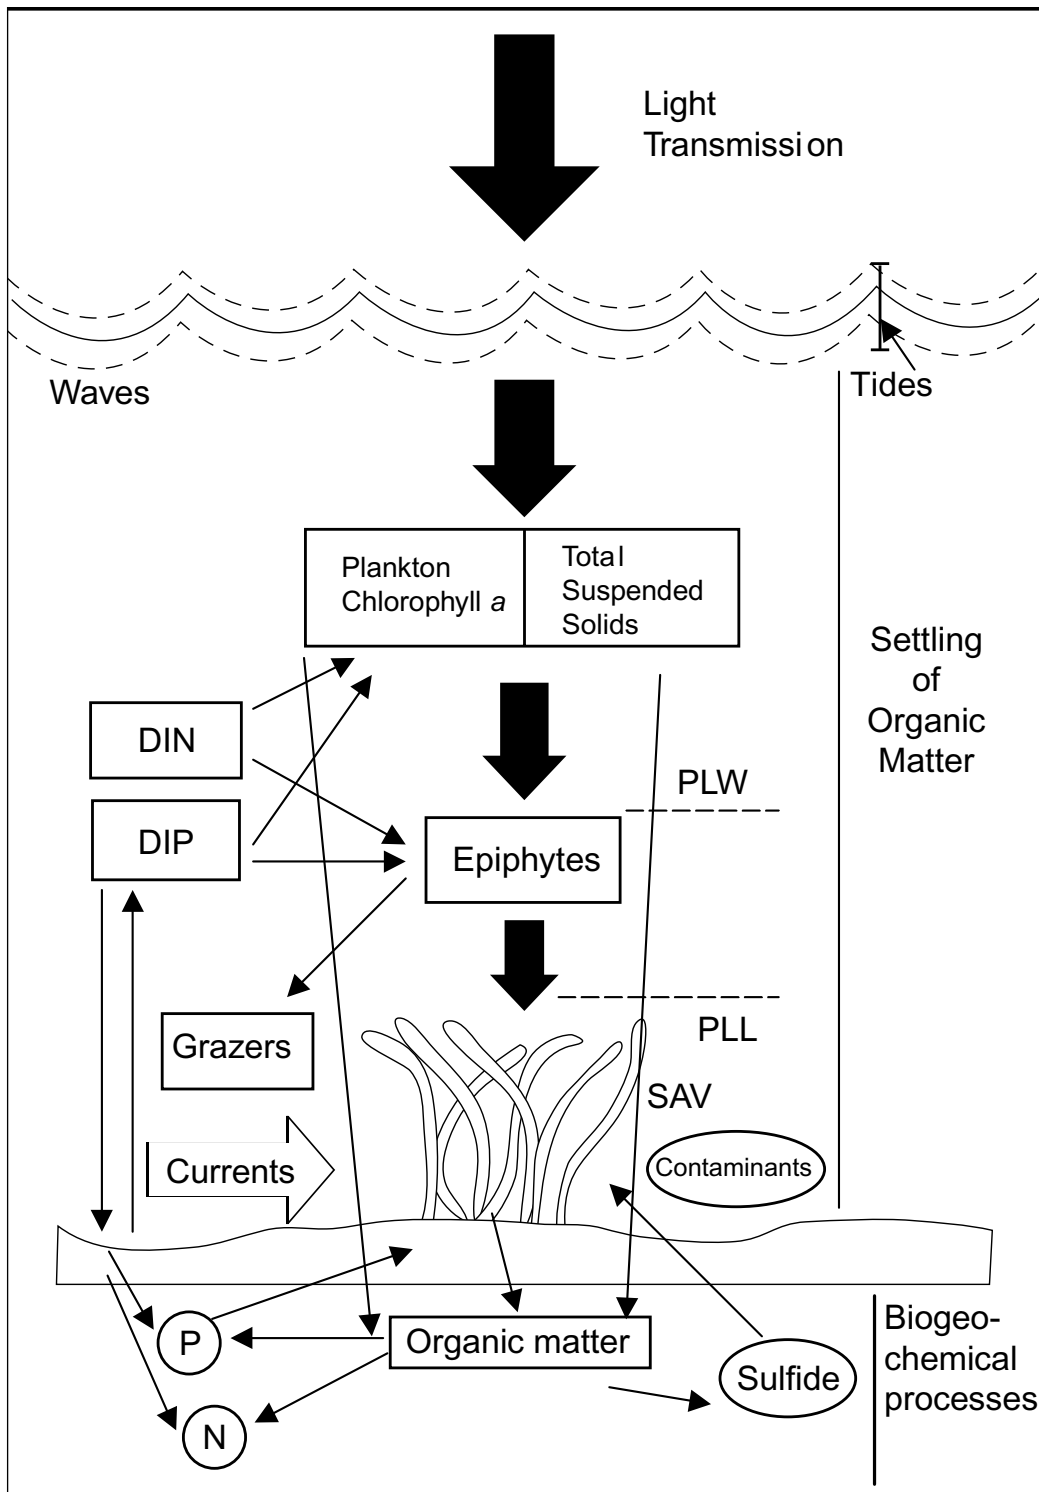 Light
Transmission
Waves
Tides
Plankton
Chlorophyll a
Total
Suspended
Solids
Settling
of
Organic
Matter
DIN
PLW
DIP
Epiphytes
PLL
Grazers
SAV
Currents
Contaminants
P
Organic matter
Biogeo-
chemical
processes
Sulfide
N